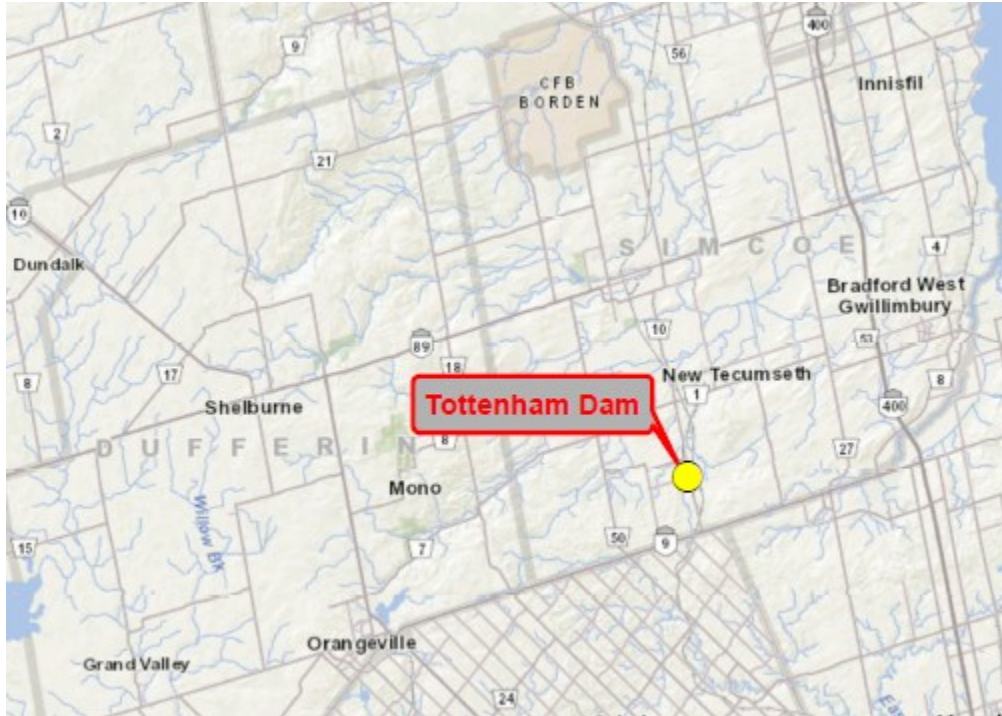 400
9
56
CFB
BORDEN
Innisfil
2
21
10
SIMCOE
4
Dundalk
Bradford West
Gwillimbury
10
53
89
18
8
17
New Tecumseth
8
1
Shelburne
Tottenham Dam
400
8
27
DUFFERIN
Mono
Willow Bk
15
7
50
9
Orangeville
Grand Valley
24